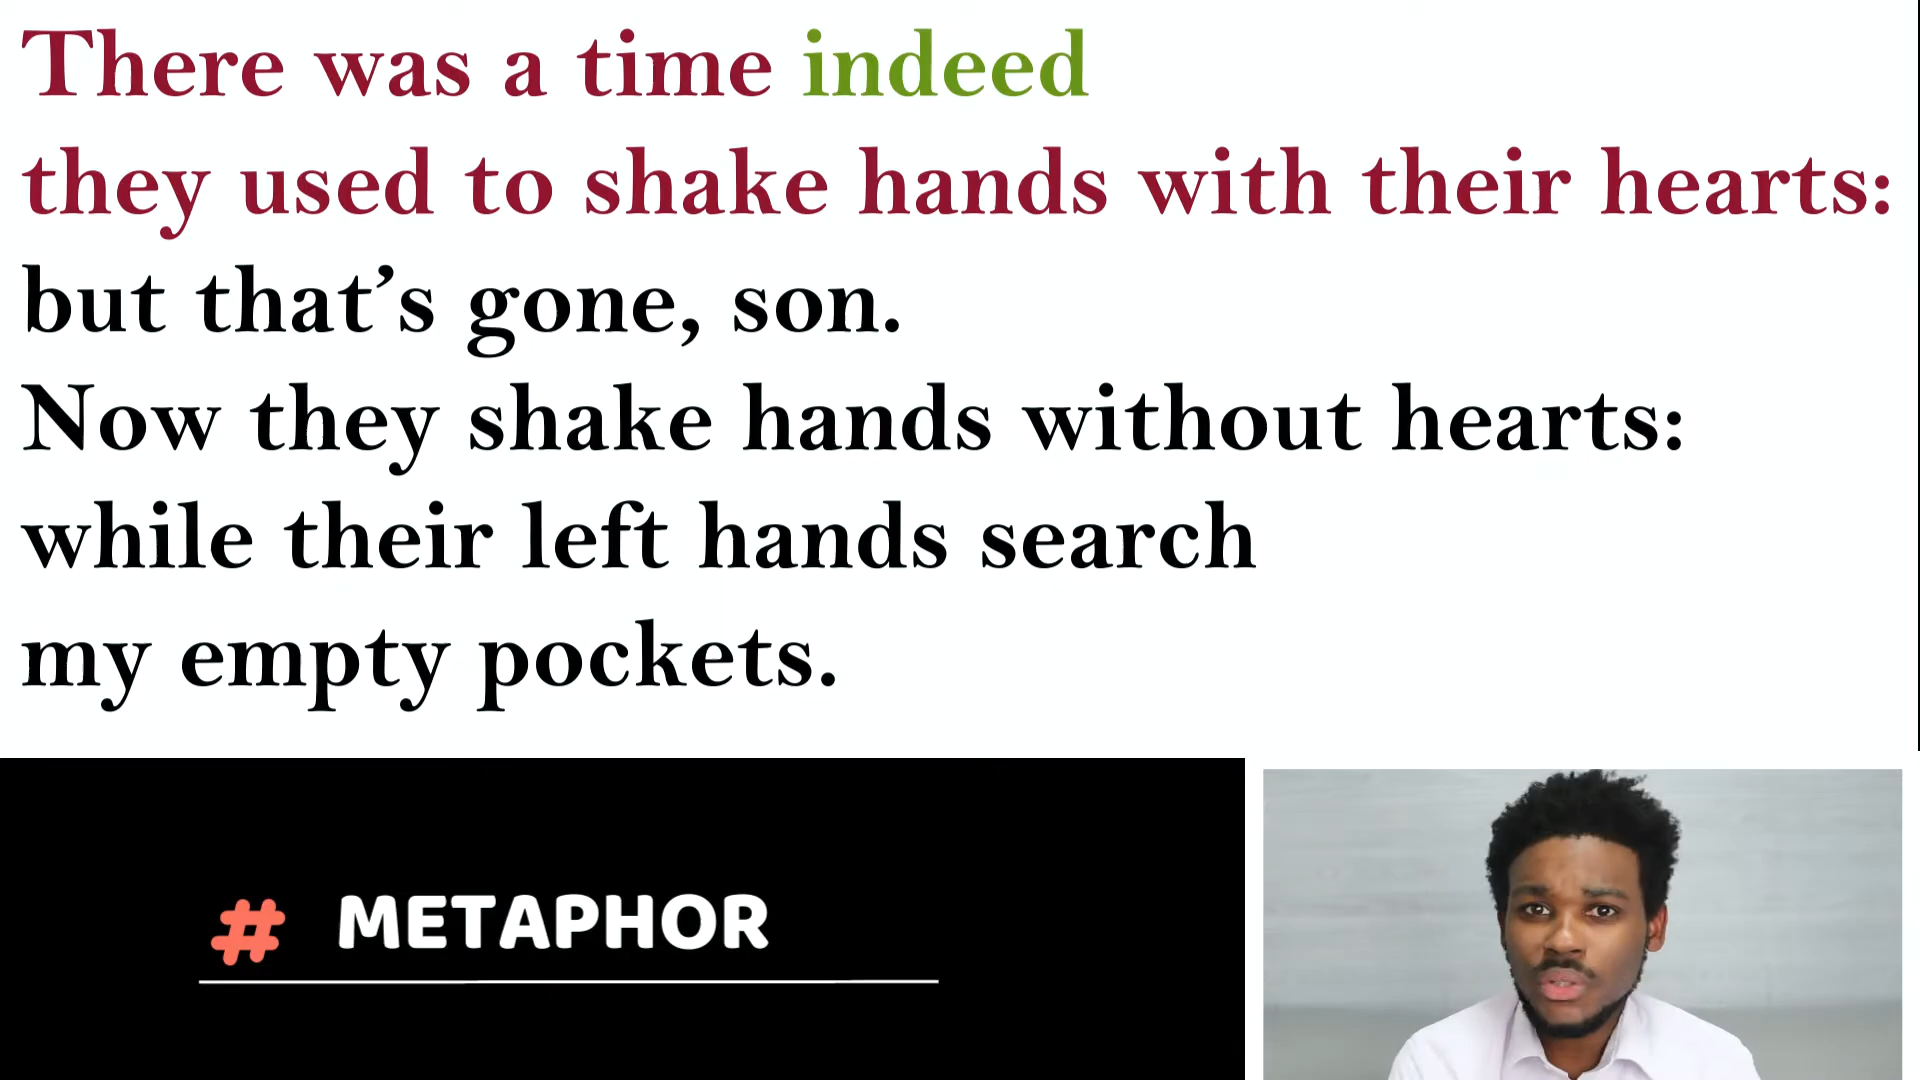 There was a time indeed
they used to shake hands with their hearts:
but that’s gone, son.
Now they shake hands without hearts:
while their left hands search
my empty pockets.
# METAPHOR